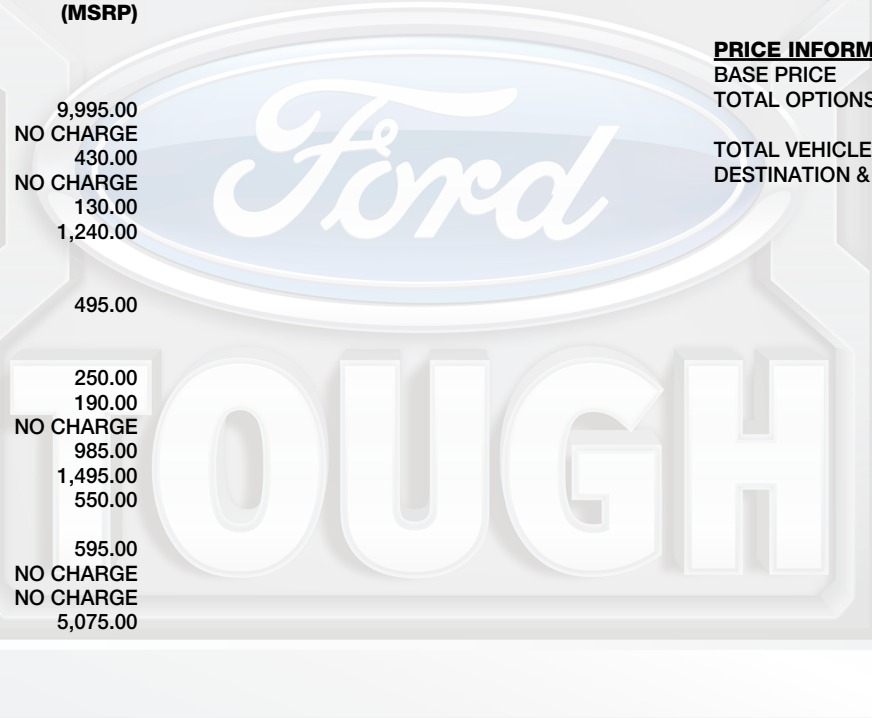 (MSRP)
PRICE INFORM
BASE PRICE
TOTAL OPTIONS
9,995.00
NO CHARGE
430.00
NO CHARGE
130.00
1,240.00
TOTAL VEHICLE
DESTINATION &
Ford
495.00
TOUGH
250.00
190.00
NO CHARGE
985.00
1,495.00
550.00
595.00
NO CHARGE
NO CHARGE
5,075.00